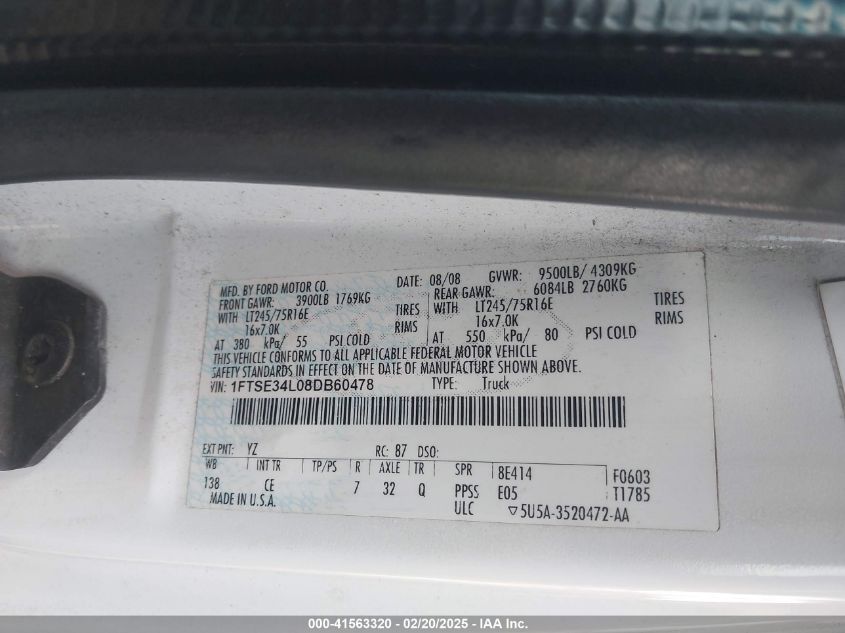 MFD. BY FORD MOTOR CO. DATE: 08/08 GVWR: 9500LB/ 4309KG
FRONT GAWR: 3900LB 1769KG REAR GAWR: 6084LB 2760KG
WITH LT245/75R16E TIRES WITH LT245/75R16E TIRES
16x7.0K RIMS 16x7.0K RIMS
AT 380 kPa/ 55 PSI COLD AT 550 kPa/ 80 PSI COLD
THIS VEHICLE CONFORMS TO ALL APPLICABLE FEDERAL MOTOR VEHICLE
SAFETY STANDARDS IN EFFECT ON THE DATE OF MANUFACTURE SHOWN ABOVE.
VIN: 1FTSE34L08DB60478 TYPE: Truck
EXT PNT: YZ RC: 87 DSO:
WB INT TR TP/PS R AXLE TR SPR 8E414 F0603
138 CE 7 32 Q PPSS E05 T1785
MADE IN U.S.A. ULC ▽5U5A-3520472-AA
000-41563320 - 02/20/2025 - IAA Inc.